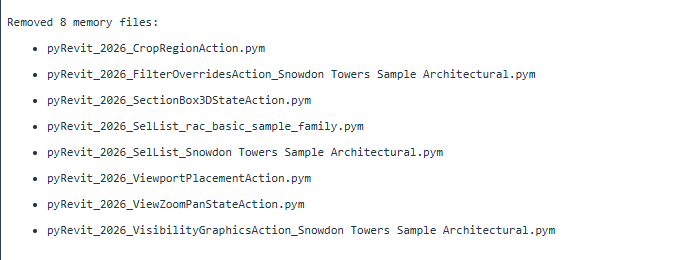 Removed 8 memory files:
• pyRevit_2026_CropRegionAction.pym
• pyRevit_2026_FilterOverridesAction_Snowdon Towers Sample Architectural.pym
• pyRevit_2026_SectionBox3DStateAction.pym
• pyRevit_2026_SelList_rac_basic_sample_family.pym
• pyRevit_2026_SelList_Snowdon Towers Sample Architectural.pym
• pyRevit_2026_ViewportPlacementAction.pym
• pyRevit_2026_ViewZoomPanStateAction.pym
• pyRevit_2026_VisibilityGraphicsAction_Snowdon Towers Sample Architectural.pym